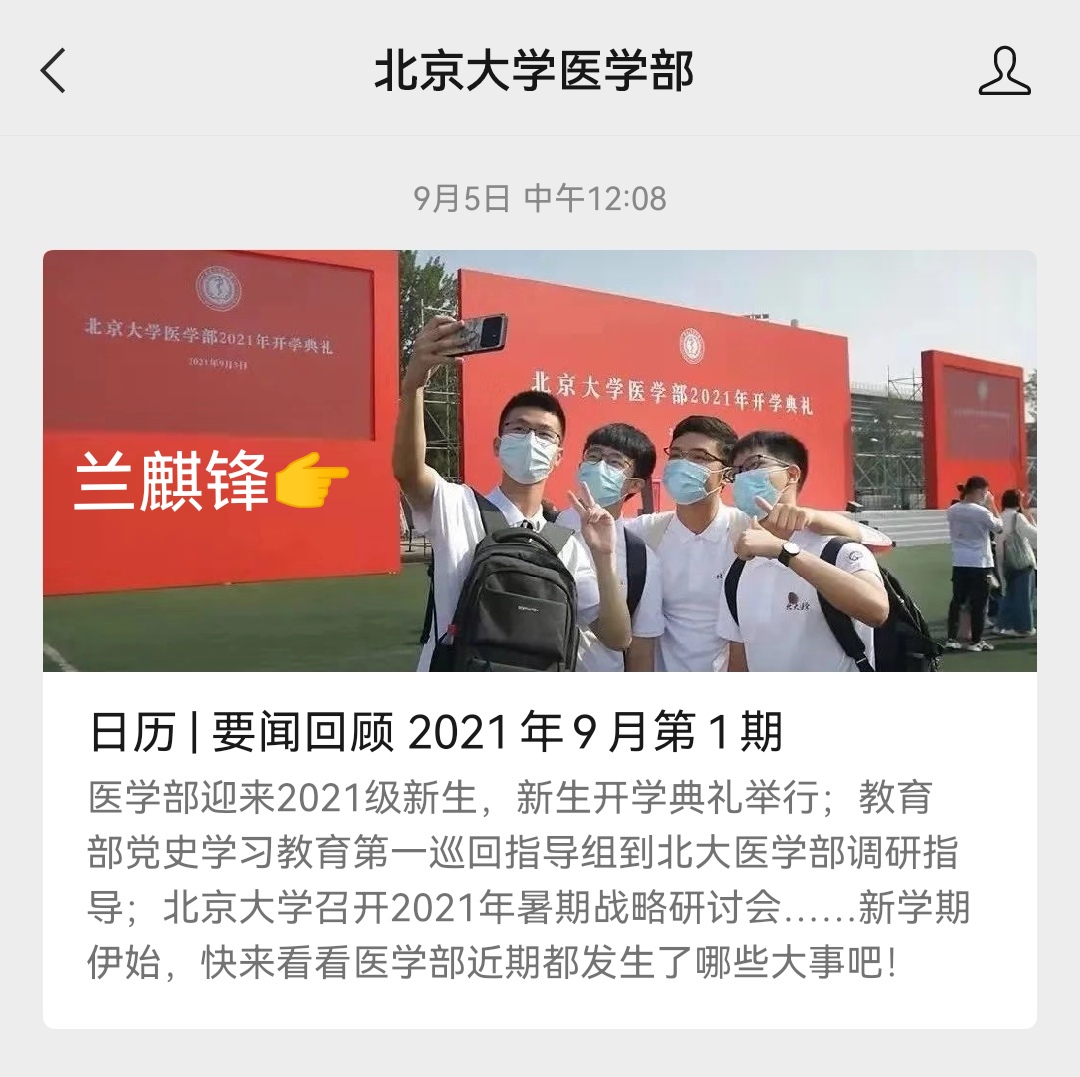 北京大学医学部
9月5日 中午12:08
北京大学医学部2021年开学典礼
2021年9月5日
北京大学医学部2021年开学典礼
兰麒锋👉
北大医学
日历 | 要闻回顾 2021 年 9 月第 1 期
医学部迎来2021级新生，新生开学典礼举行；教育
部党史学习教育第一巡回指导组到北大医学部调研指
导；北京大学召开2021年暑期战略研讨会……新学期
伊始，快来看看医学部近期都发生了哪些大事吧！